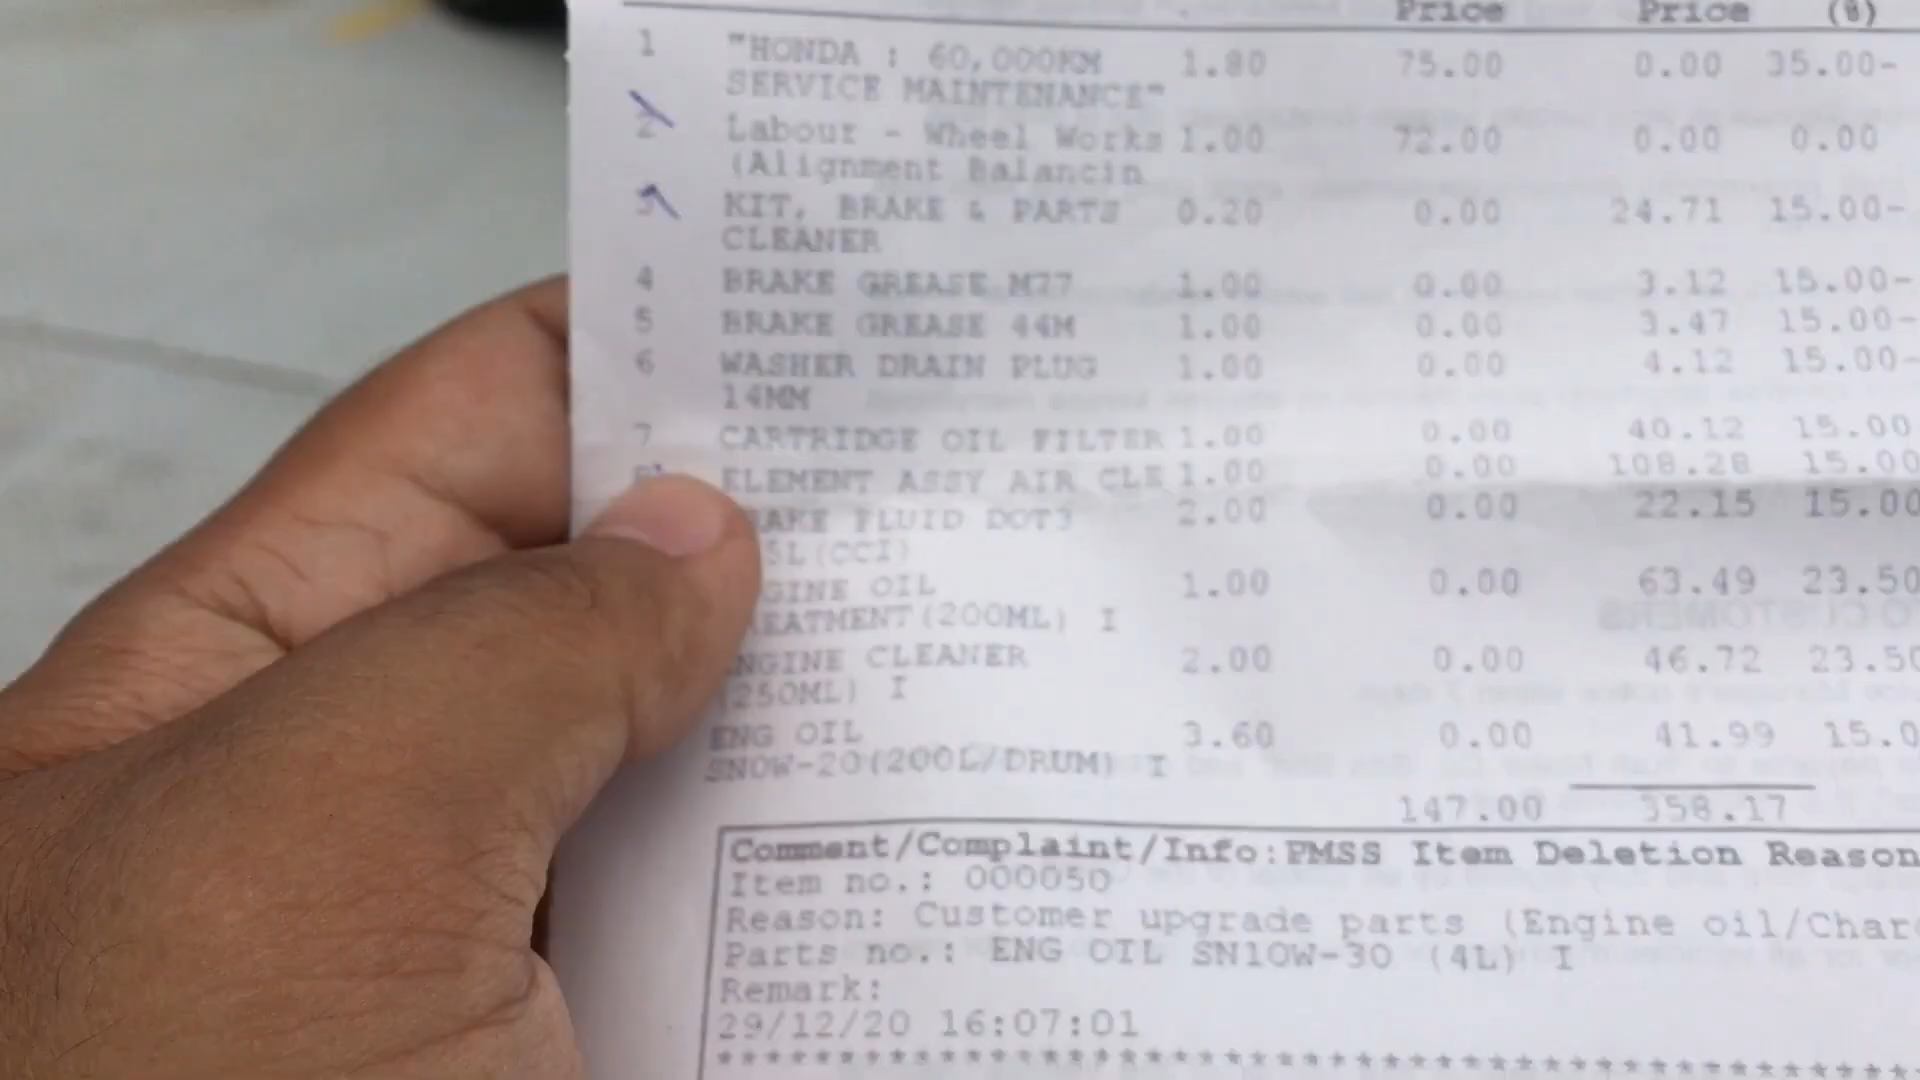 Price Price (%)
1 "HONDA : 60,000KM 1.80 75.00 0.00 35.00-
SERVICE MAINTENANCE"
2 Labour - Wheel Works 1.00 72.00 0.00 0.00
(Alignment Balancin
3 KIT, BRAKE & PARTS 0.20 0.00 24.71 15.00-
CLEANER
4 BRAKE GREASE M77 1.00 0.00 3.12 15.00-
5 BRAKE GREASE 44M 1.00 0.00 3.47 15.00-
6 WASHER DRAIN PLUG 1.00 0.00 4.12 15.00-
14MM
7 CARTRIDGE OIL FILTER 1.00 0.00 40.12 15.00
ELEMENT ASSY AIR CLE 1.00 0.00 108.28 15.00
AKE FLUID DOT3 2.00 0.00 22.15 15.00
5L(CCI)
GINE OIL 1.00 0.00 63.49 23.50
EATMENT(200ML) I
NGINE CLEANER 2.00 0.00 46.72 23.50
(250ML) I
ENG OIL 3.60 0.00 41.99 15.0
SN0W-20(200L/DRUM) I
147.00 358.17
Comment/Complaint/Info:PMSS Item Deletion Reason
Item no.: 000050
Reason: Customer upgrade parts (Engine oil/Char
Parts no.: ENG OIL SN10W-30 (4L) I
Remark:
29/12/20 16:07:01